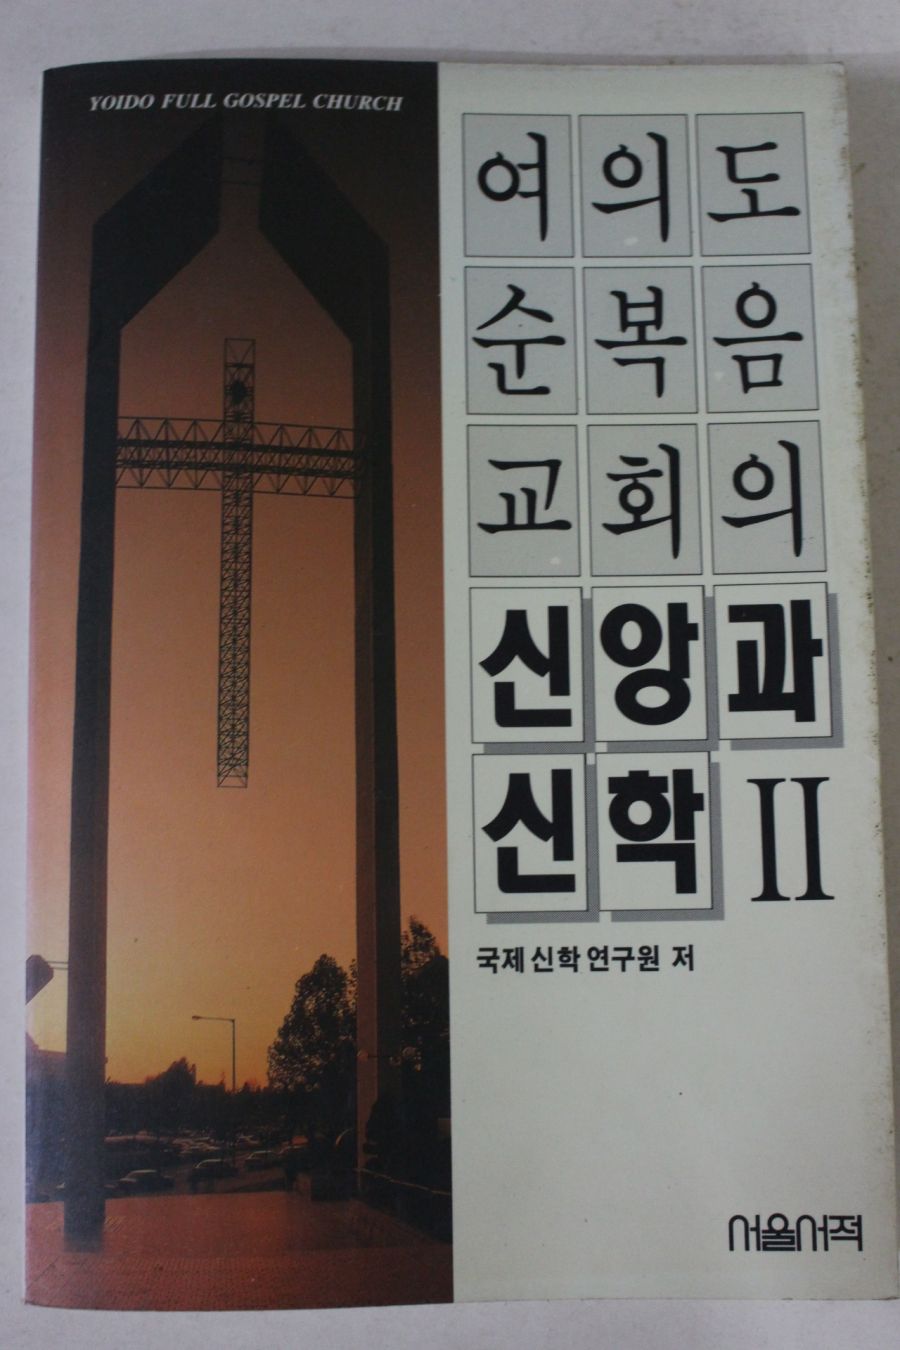 YOIDO FULL GOSPEL CHURCH
여의도
순복음
교회의
신앙과
신학 II
국제신학연구원 저
서울서적